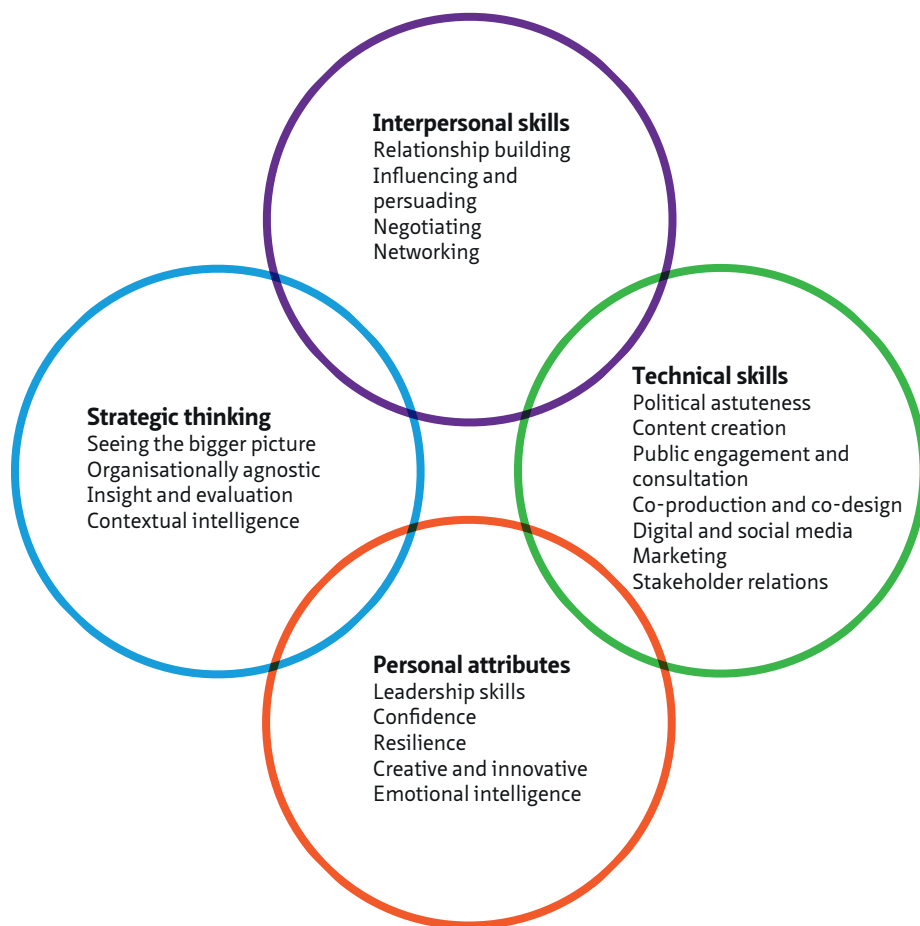 Interpersonal skills
Relationship building
Influencing and
persuading
Negotiating
Networking
Strategic thinking
Seeing the bigger picture
Organisationally agnostic
Insight and evaluation
Contextual intelligence
Technical skills
Political astuteness
Content creation
Public engagement and
consultation
Co-production and co-design
Digital and social media
Marketing
Stakeholder relations
Personal attributes
Leadership skills
Confidence
Resilience
Creative and innovative
Emotional intelligence